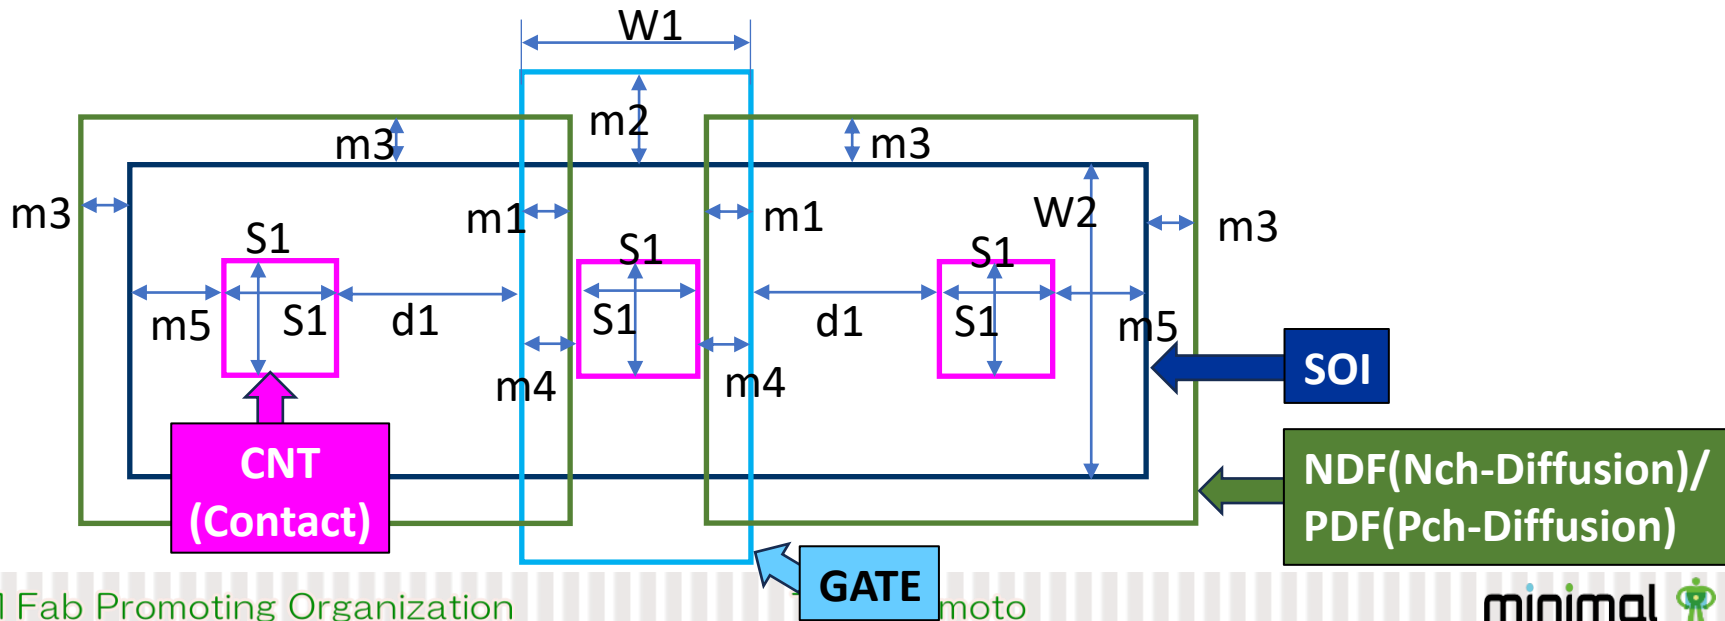 W1
m2
m3
m3
m3
m1
m1
W2
m3
S1
S1
S1
m5
S1
d1
S1
d1
S1
m5
m4
m4
SOI
CNT
(Contact)
NDF(Nch-Diffusion)/
PDF(Pch-Diffusion)
GATE
Fab Promoting Organization
moto
minimal